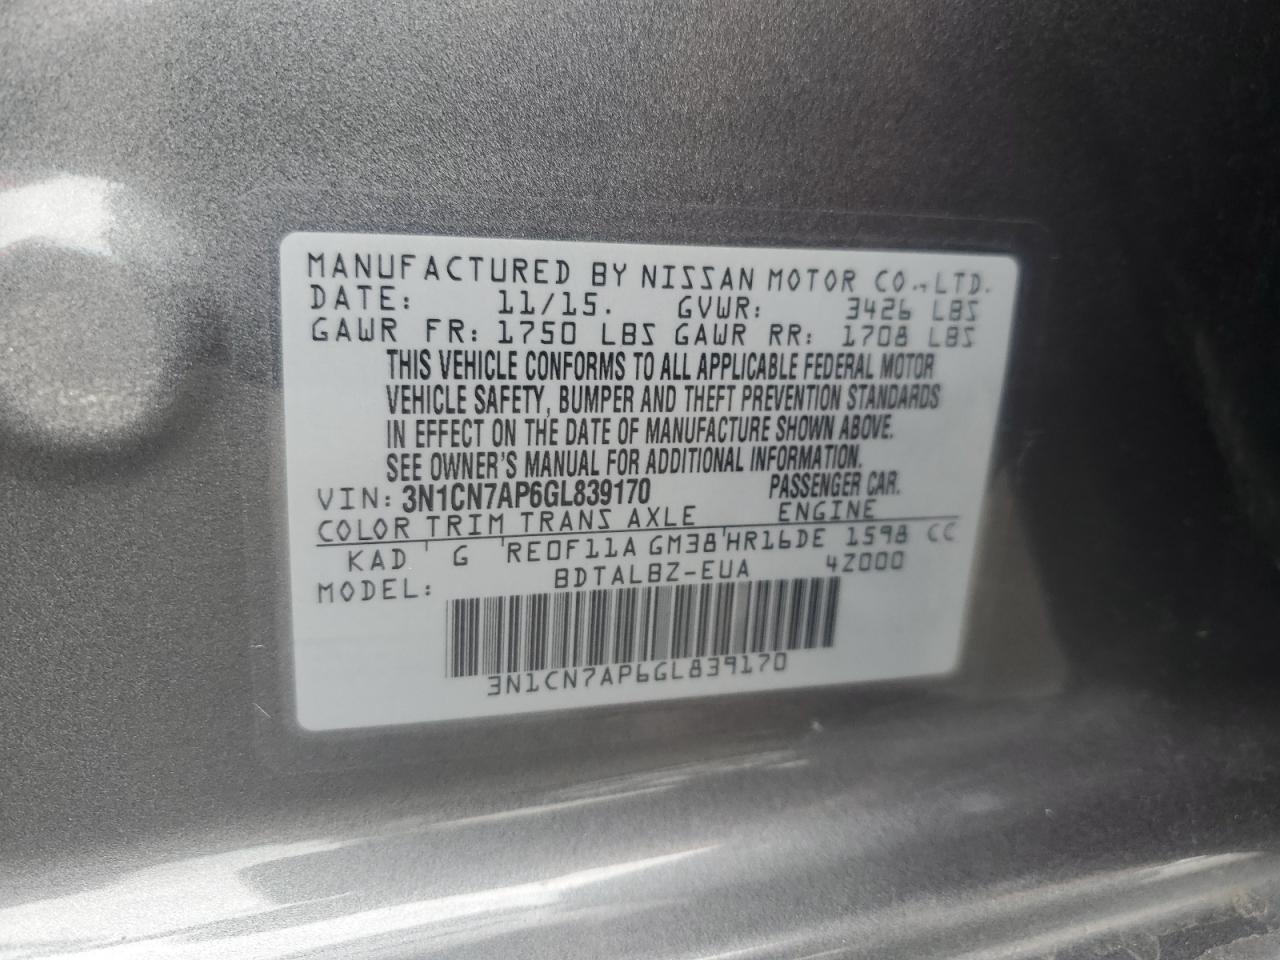 MANUFACTURED BY NISSAN MOTOR CO., LTD.
DATE: 11/15. GVWR: 3426 LBS
GAWR FR: 1750 LBS GAWR RR: 1708 LBS
THIS VEHICLE CONFORMS TO ALL APPLICABLE FEDERAL MOTOR
VEHICLE SAFETY, BUMPER AND THEFT PREVENTION STANDARDS
IN EFFECT ON THE DATE OF MANUFACTURE SHOWN ABOVE.
SEE OWNER'S MANUAL FOR ADDITIONAL INFORMATION.
VIN: 3N1CN7AP6GL839170 PASSENGER CAR.
COLOR TRIM TRANS AXLE ENGINE
KAD G RE0F11A GM38 HR16DE 1598 CC
MODEL: BDTALBZ-EUA 42000
3N1CN7AP6GL839170